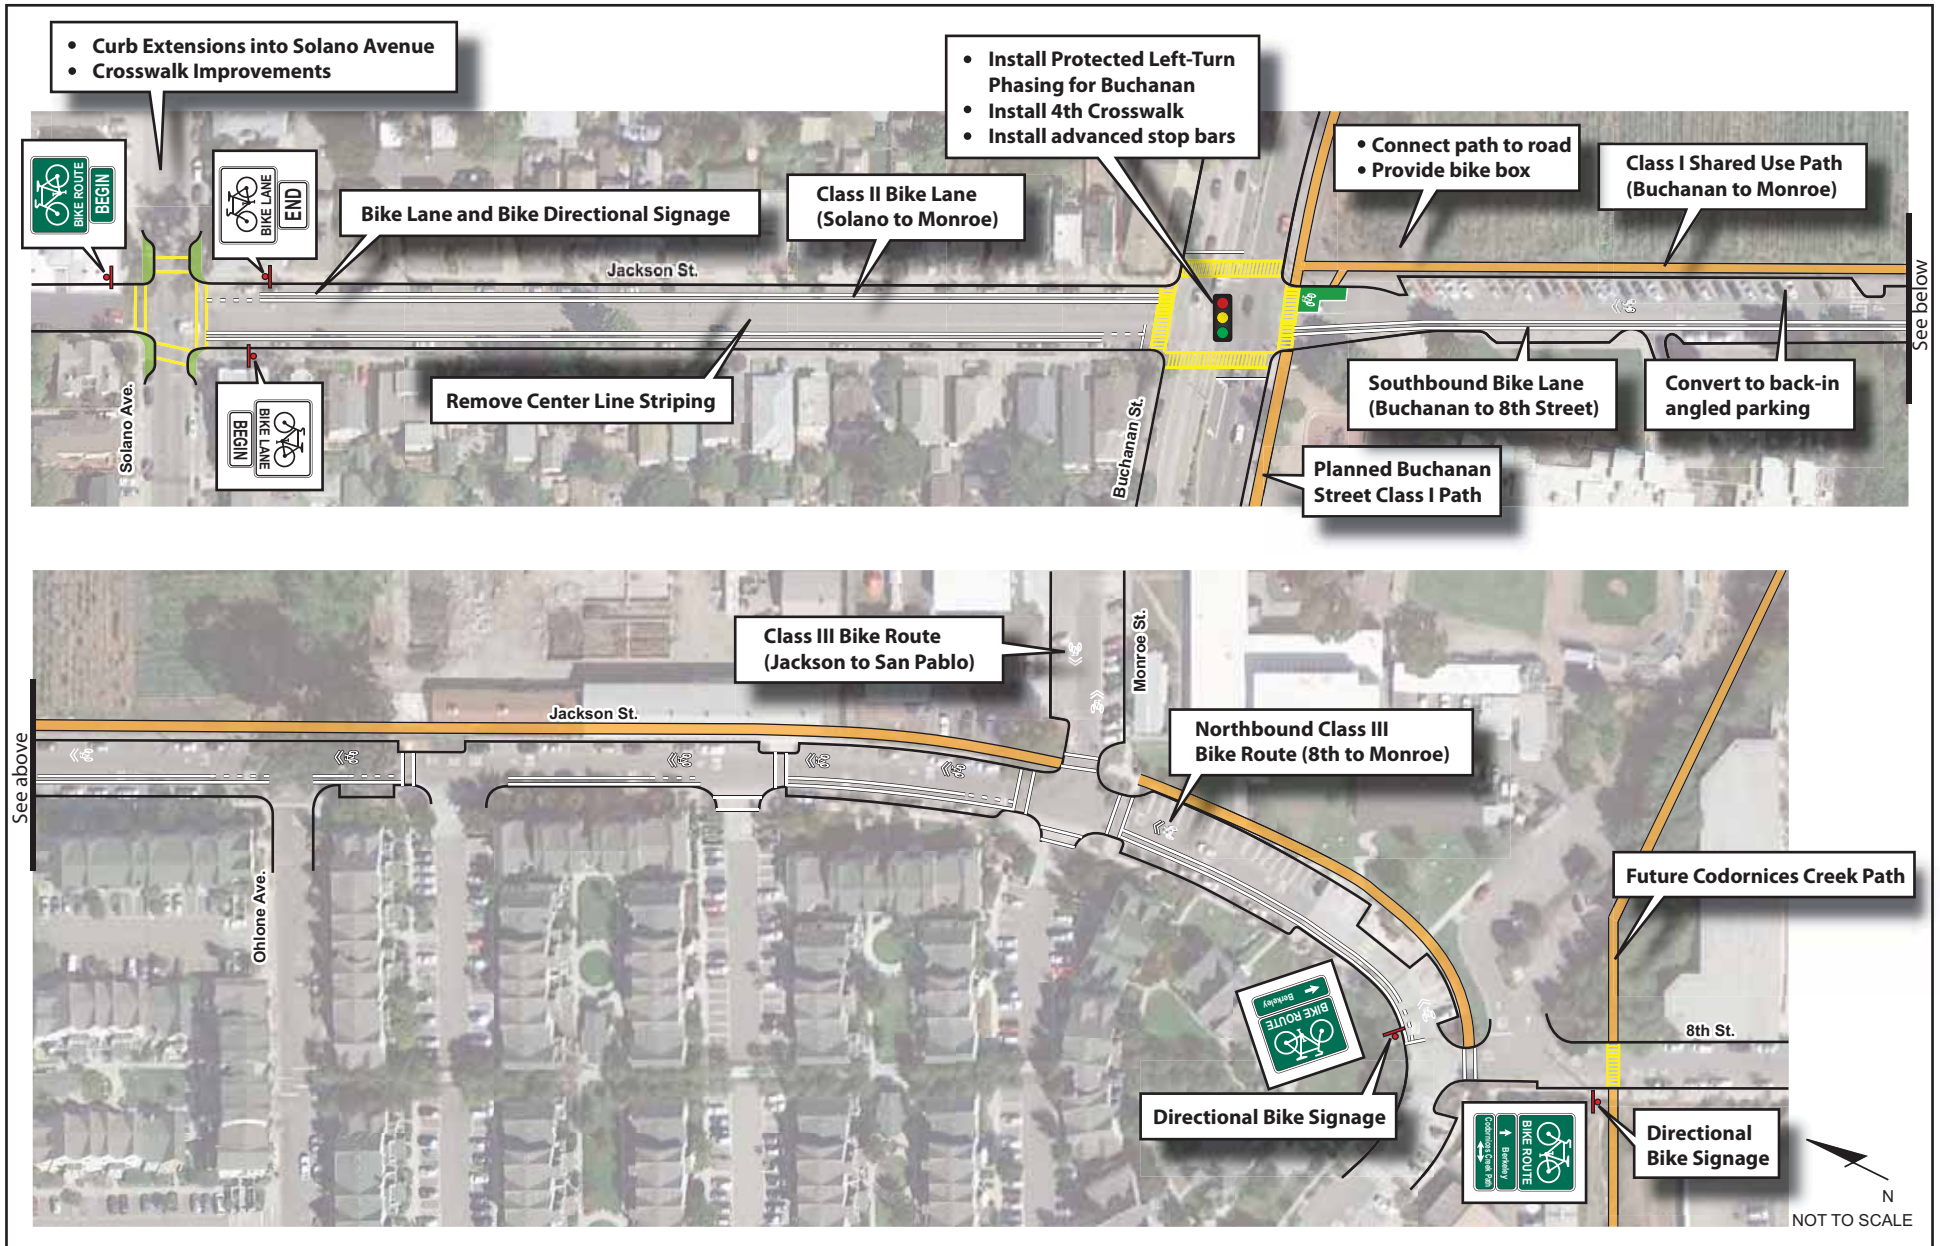 • Curb Extensions into Solano Avenue
• Crosswalk Improvements
• Install Protected Left-Turn
Phasing for Buchanan
• Install 4th Crosswalk
• Install advanced stop bars
• Connect path to road
• Provide bike box
Class I Shared Use Path
(Buchanan to Monroe)
BIKE ROUTE
BEGIN
BIKE LANE
END
Bike Lane and Bike Directional Signage
Class II Bike Lane
(Solano to Monroe)
Jackson St.
See below
Remove Center Line Striping
Southbound Bike Lane
(Buchanan to 8th Street)
Convert to back-in
angled parking
Solano Ave.
BIKE LANE
BEGIN
Buchanan St.
Planned Buchanan
Street Class I Path
Class III Bike Route
(Jackson to San Pablo)
Monroe St.
Jackson St.
Northbound Class III
Bike Route (8th to Monroe)
See above
Ohlone Ave.
Future Codornices Creek Path
BIKE ROUTE
Berkeley
8th St.
Directional Bike Signage
BIKE ROUTE
Berkeley
Codornices Creek Path
Directional
Bike Signage
N
NOT TO SCALE